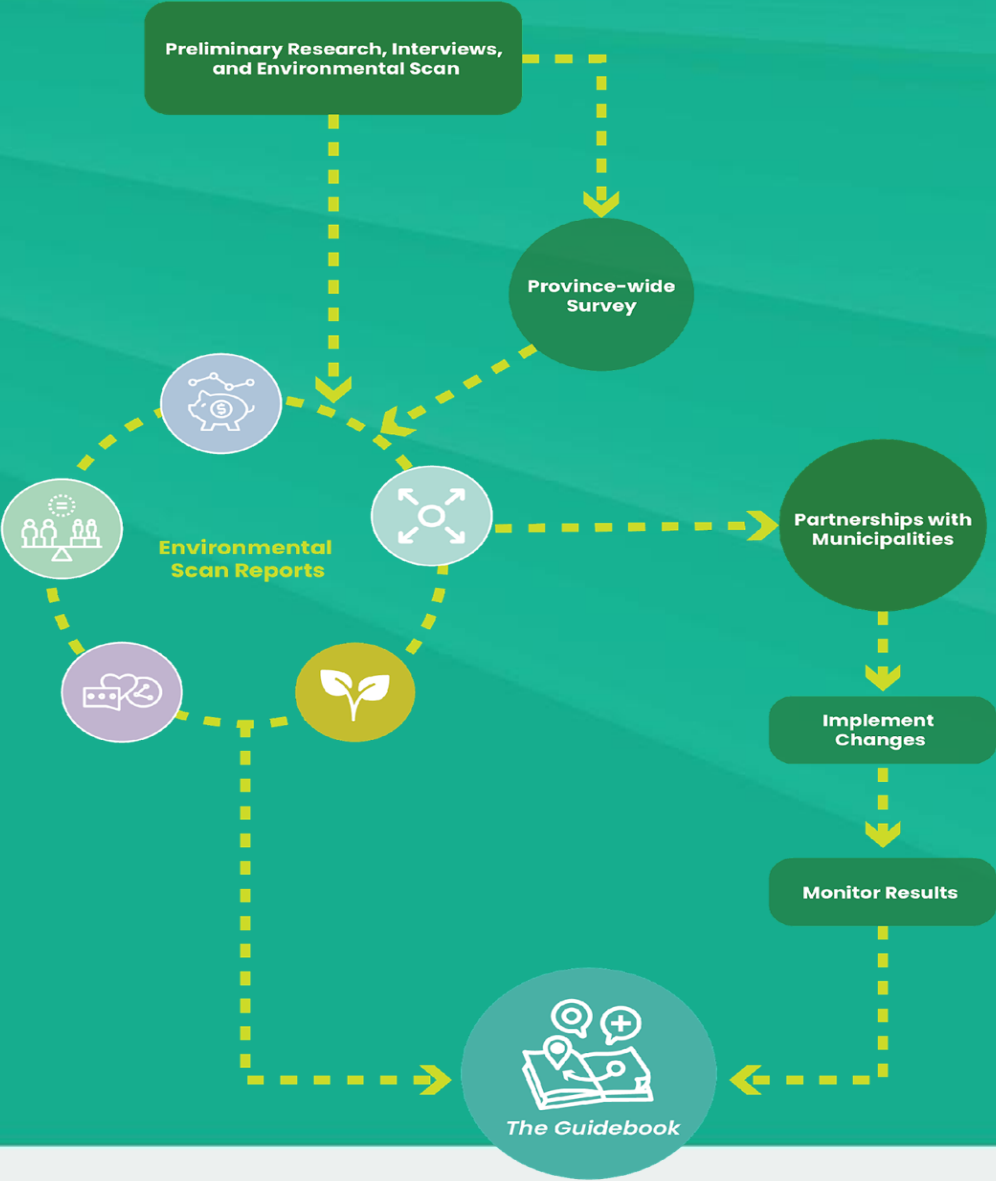 Preliminary Research, Interviews,
and Environmental Scan
Province-wide
Survey
Environmental
Scan Reports
Partnerships with
Municipalities
Implement
Changes
Monitor Results
The Guidebook